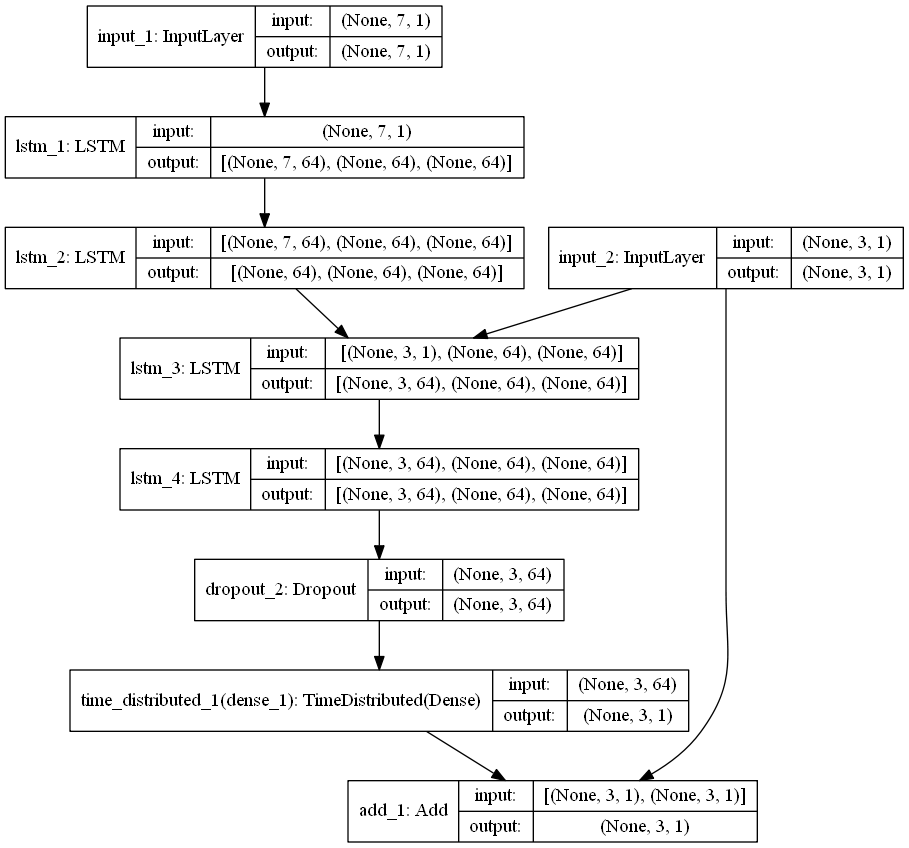 input_1: InputLayer
input: (None, 7, 1)
output: (None, 7, 1)
lstm_1: LSTM
input: (None, 7, 1)
output: [(None, 7, 64), (None, 64), (None, 64)]
lstm_2: LSTM
input: [(None, 7, 64), (None, 64), (None, 64)]
output: [(None, 64), (None, 64), (None, 64)]
input_2: InputLayer
input: (None, 3, 1)
output: (None, 3, 1)
lstm_3: LSTM
input: [(None, 3, 1), (None, 64), (None, 64)]
output: [(None, 3, 64), (None, 64), (None, 64)]
lstm_4: LSTM
input: [(None, 3, 64), (None, 64), (None, 64)]
output: [(None, 3, 64), (None, 64), (None, 64)]
dropout_2: Dropout
input: (None, 3, 64)
output: (None, 3, 64)
time_distributed_1(dense_1): TimeDistributed(Dense)
input: (None, 3, 64)
output: (None, 3, 1)
add_1: Add
input: [(None, 3, 1), (None, 3, 1)]
output: (None, 3, 1)